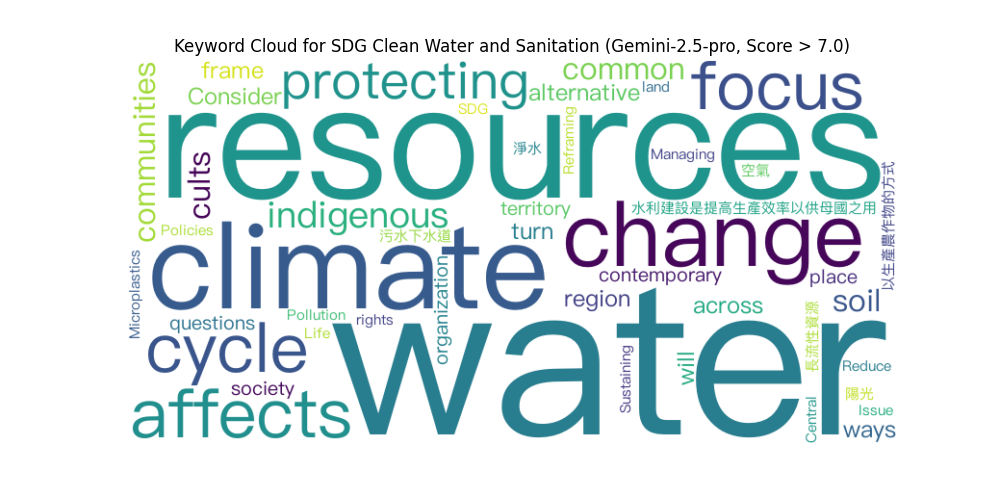 Keyword Cloud for SDG Clean Water and Sanitation (Gemini-2.5-pro, Score > 7.0)
communities
frame
Consider
protecting
common
alternative
land
focus
SDG
resources
淨水
Reframing
Managing
空氣
cults
indigenous
territory
水利建設是提高生產效率以供母國之用
以生產農作物的方式
Policies
污水下水道
turn
change
climate
contemporary
place
Microplastics
organization
region
across
soil
questions
Pollution
rights
Life
cycle
water
長流性資源
will
Sustaining
Reduce
society
陽光
affects
Central
Issue
ways